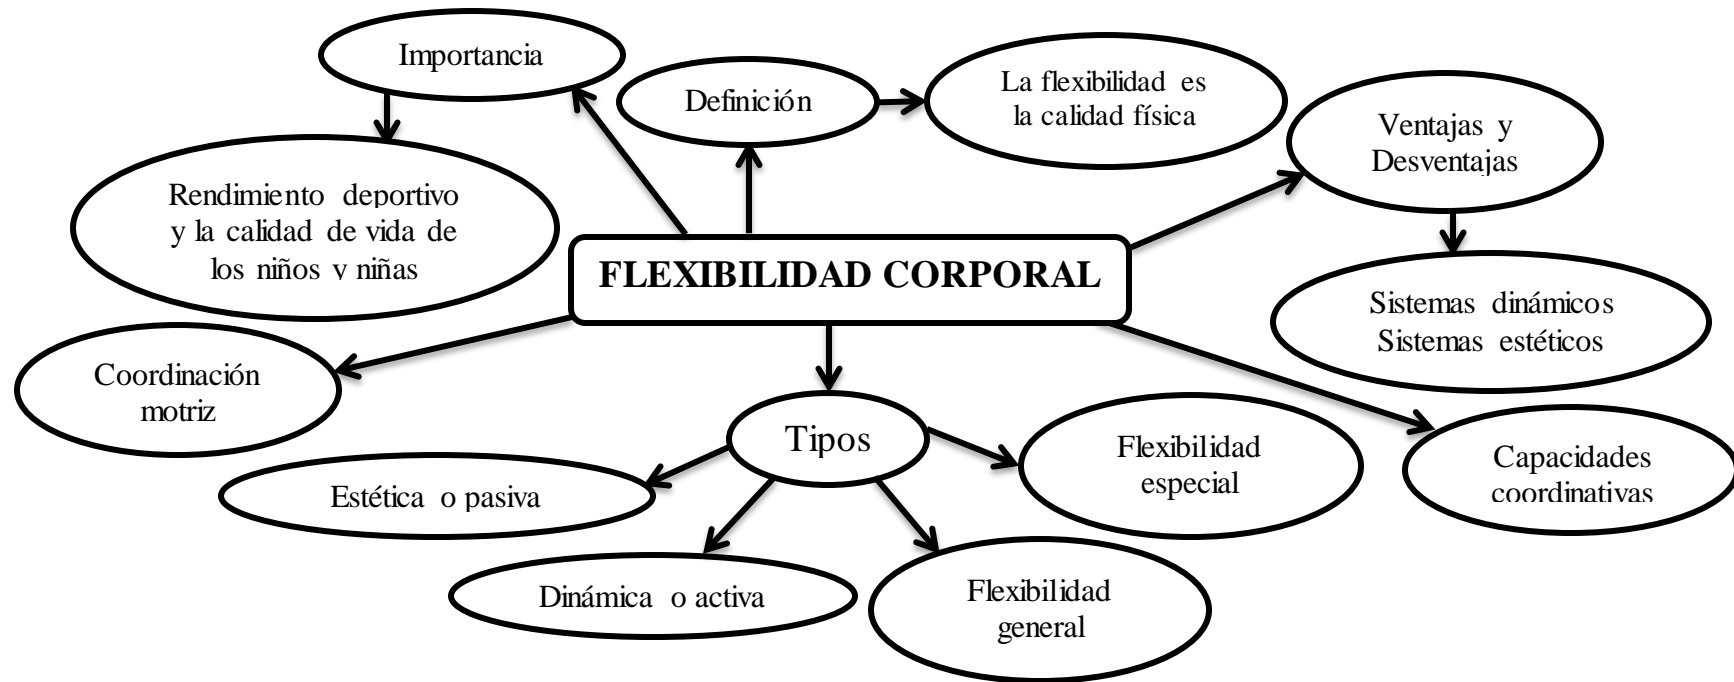 Importancia
Definición
La flexibilidad es
la calidad física
Ventajas y
Desventajas
Rendimiento deportivo
y la calidad de vida de
los niños y niñas
FLEXIBILIDAD CORPORAL
Sistemas dinámicos
Sistemas estéticos
Coordinación
motriz
Tipos
Flexibilidad
especial
Capacidades
coordinativas
Estética o pasiva
Dinámica o activa
Flexibilidad
general